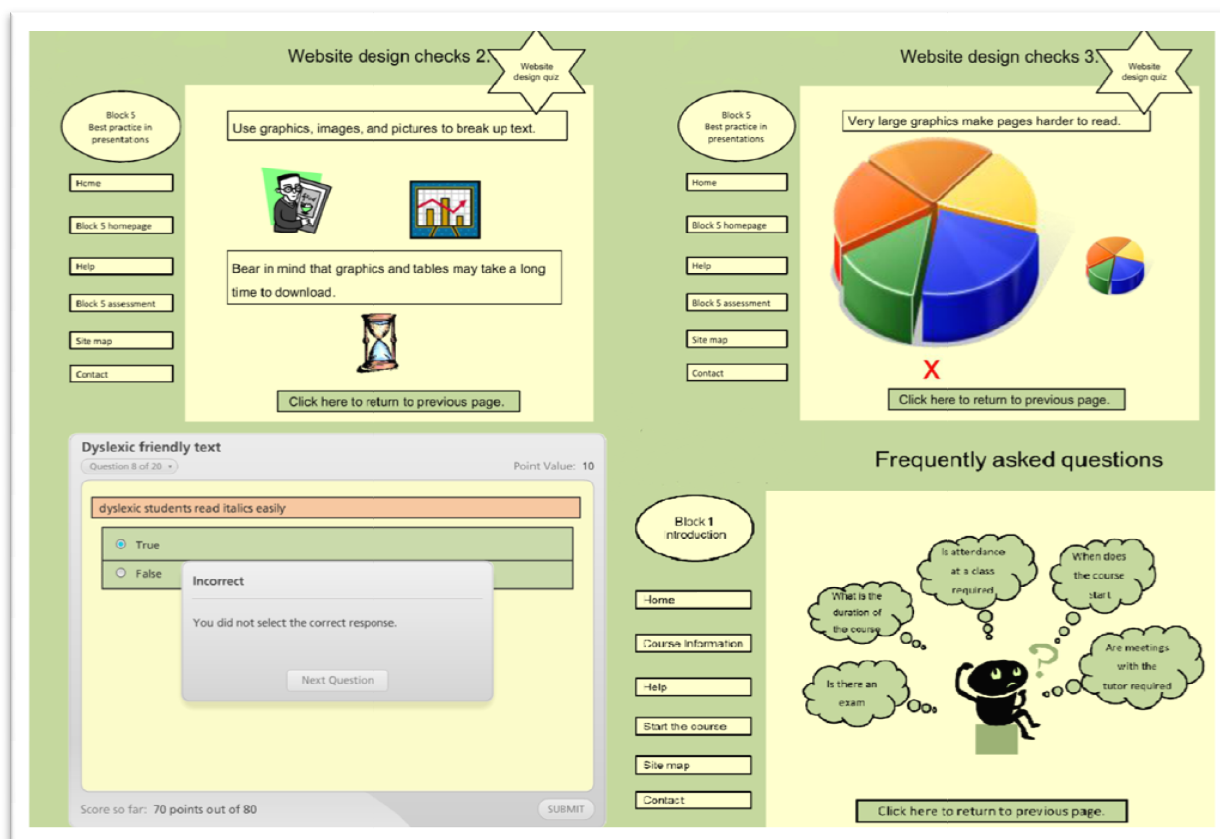 Website design checks 2.
Website
design quiz
Block 5
Best practice in
presentations
Home
Block 5 homepage
Help
Block 5 assessment
Site map
Contact
Use graphics, images, and pictures to break up text.
Bear in mind that graphics and tables may take a long
time to download.
Click here to return to previous page.
Website design checks 3.
Website
design quiz
Block 5
Best practice in
presentations
Home
Block 5 homepage
Help
Block 5 assessment
Site map
Contact
Very large graphics make pages harder to read.
X
Click here to return to previous page.
Dyslexic friendly text
Question 8 of 20
Point Value: 10
dyslexic students read italics easily
True
False
Incorrect
You did not select the correct response.
Next Question
Score so far: 70 points out of 80
SUBMIT
Frequently asked questions
Block 1
Introduction
Home
Course Information
Help
Start the course
Site map
Contact
What is the
duration of
the course
Is attendance
at a class
required
When does
the course
start
Is there an
exam
?
Are meetings
with the
tutor required
Click here to return to previous page.